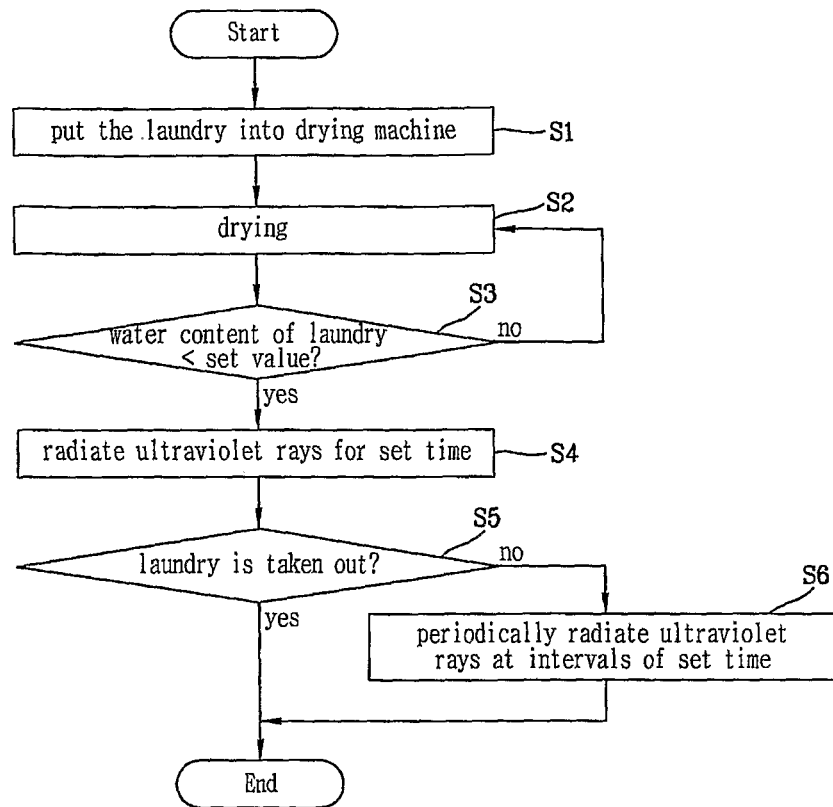 Start
put the laundry into drying machine
S1
S2
drying
S3
water content of laundry
< set value?
no
yes
radiate ultraviolet rays for set time
S4
S5
laundry is taken out?
no
yes
S6
periodically radiate ultraviolet
rays at intervals of set time
End